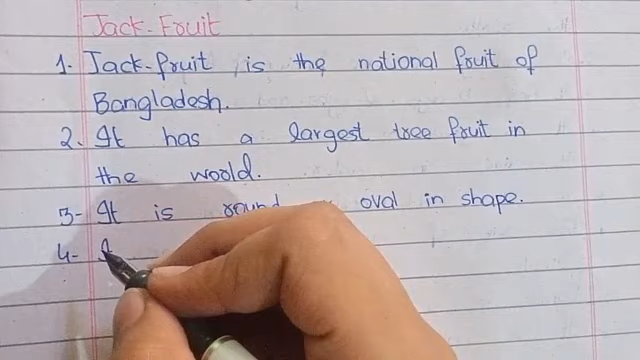 Jack-Fruit
1. Jack-fruit is the national fruit of
Bangladesh.
2. It has a largest tree fruit in
the woold.
3- It is round oval in shape.
4-